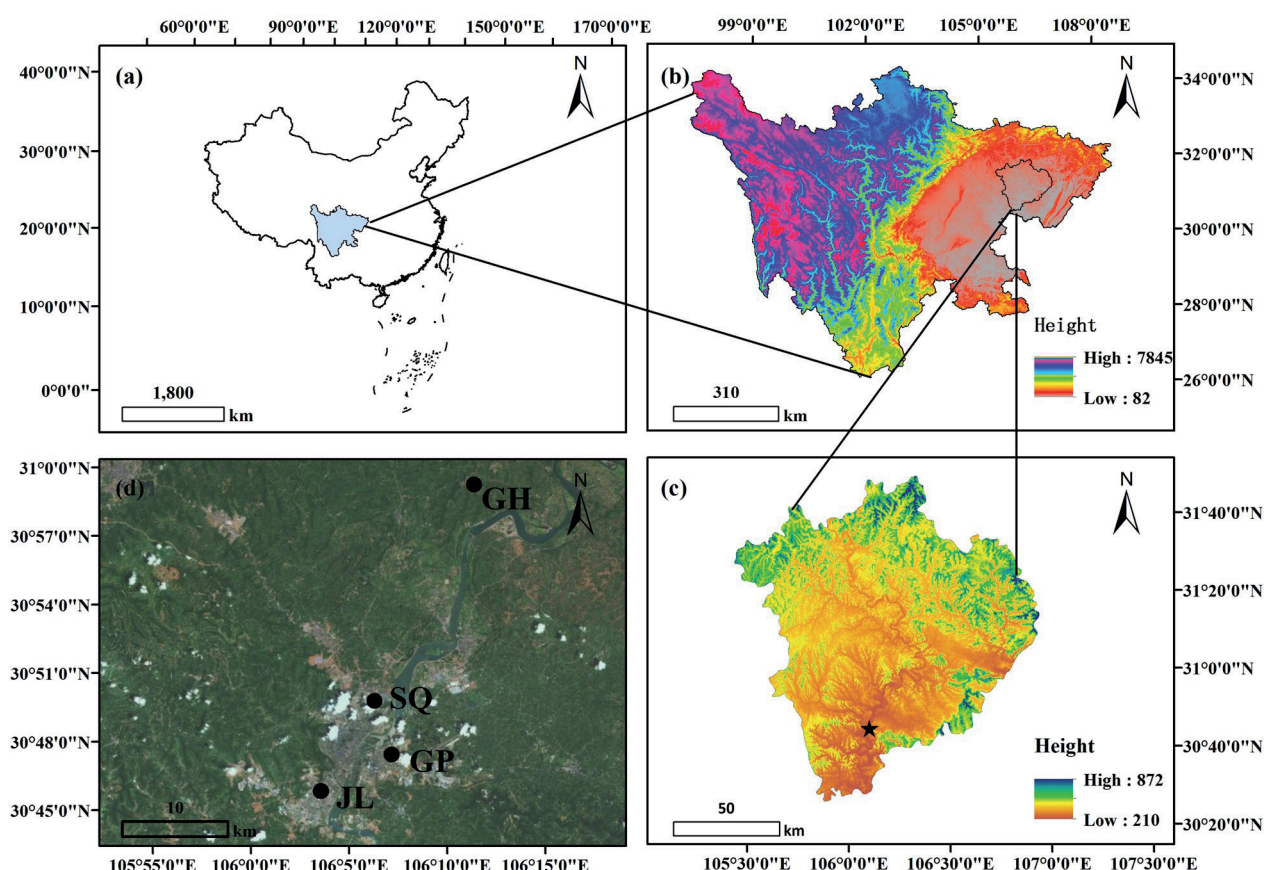 60°0'0"E 90°0'0"E 120°0'0"E 150°0'0"E 170°0'0"E
40°0'0"N
30°0'0"N
20°0'0"N
10°0'0"N
0°0'0"
(a)
N
1,800
km
99°0'0"E 102°0'0"E 105°0'0"E 108°0'0"E
(b)
N
34°0'0"N
32°0'0"N
30°0'0"N
28°0'0"N
26°0'0"N
Height
High : 7845
Low : 82
310
km
31°0'0"N
30°57'0"N
30°54'0"N
30°51'0"N
30°48'0"N
30°45'0"N
(d)
N
GH
SQ
GP
JL
10
km
105°55'0"E 106°0'0"E 106°5'0"E 106°10'0"E 106°15'0"E
(c)
N
31°40'0"N
31°20'0"N
31°0'0"N
30°40'0"N
30°20'0"N
Height
High : 872
Low : 210
50
km
105°30'0"E 106°0'0"E 106°30'0"E 107°0'0"E 107°30'0"E